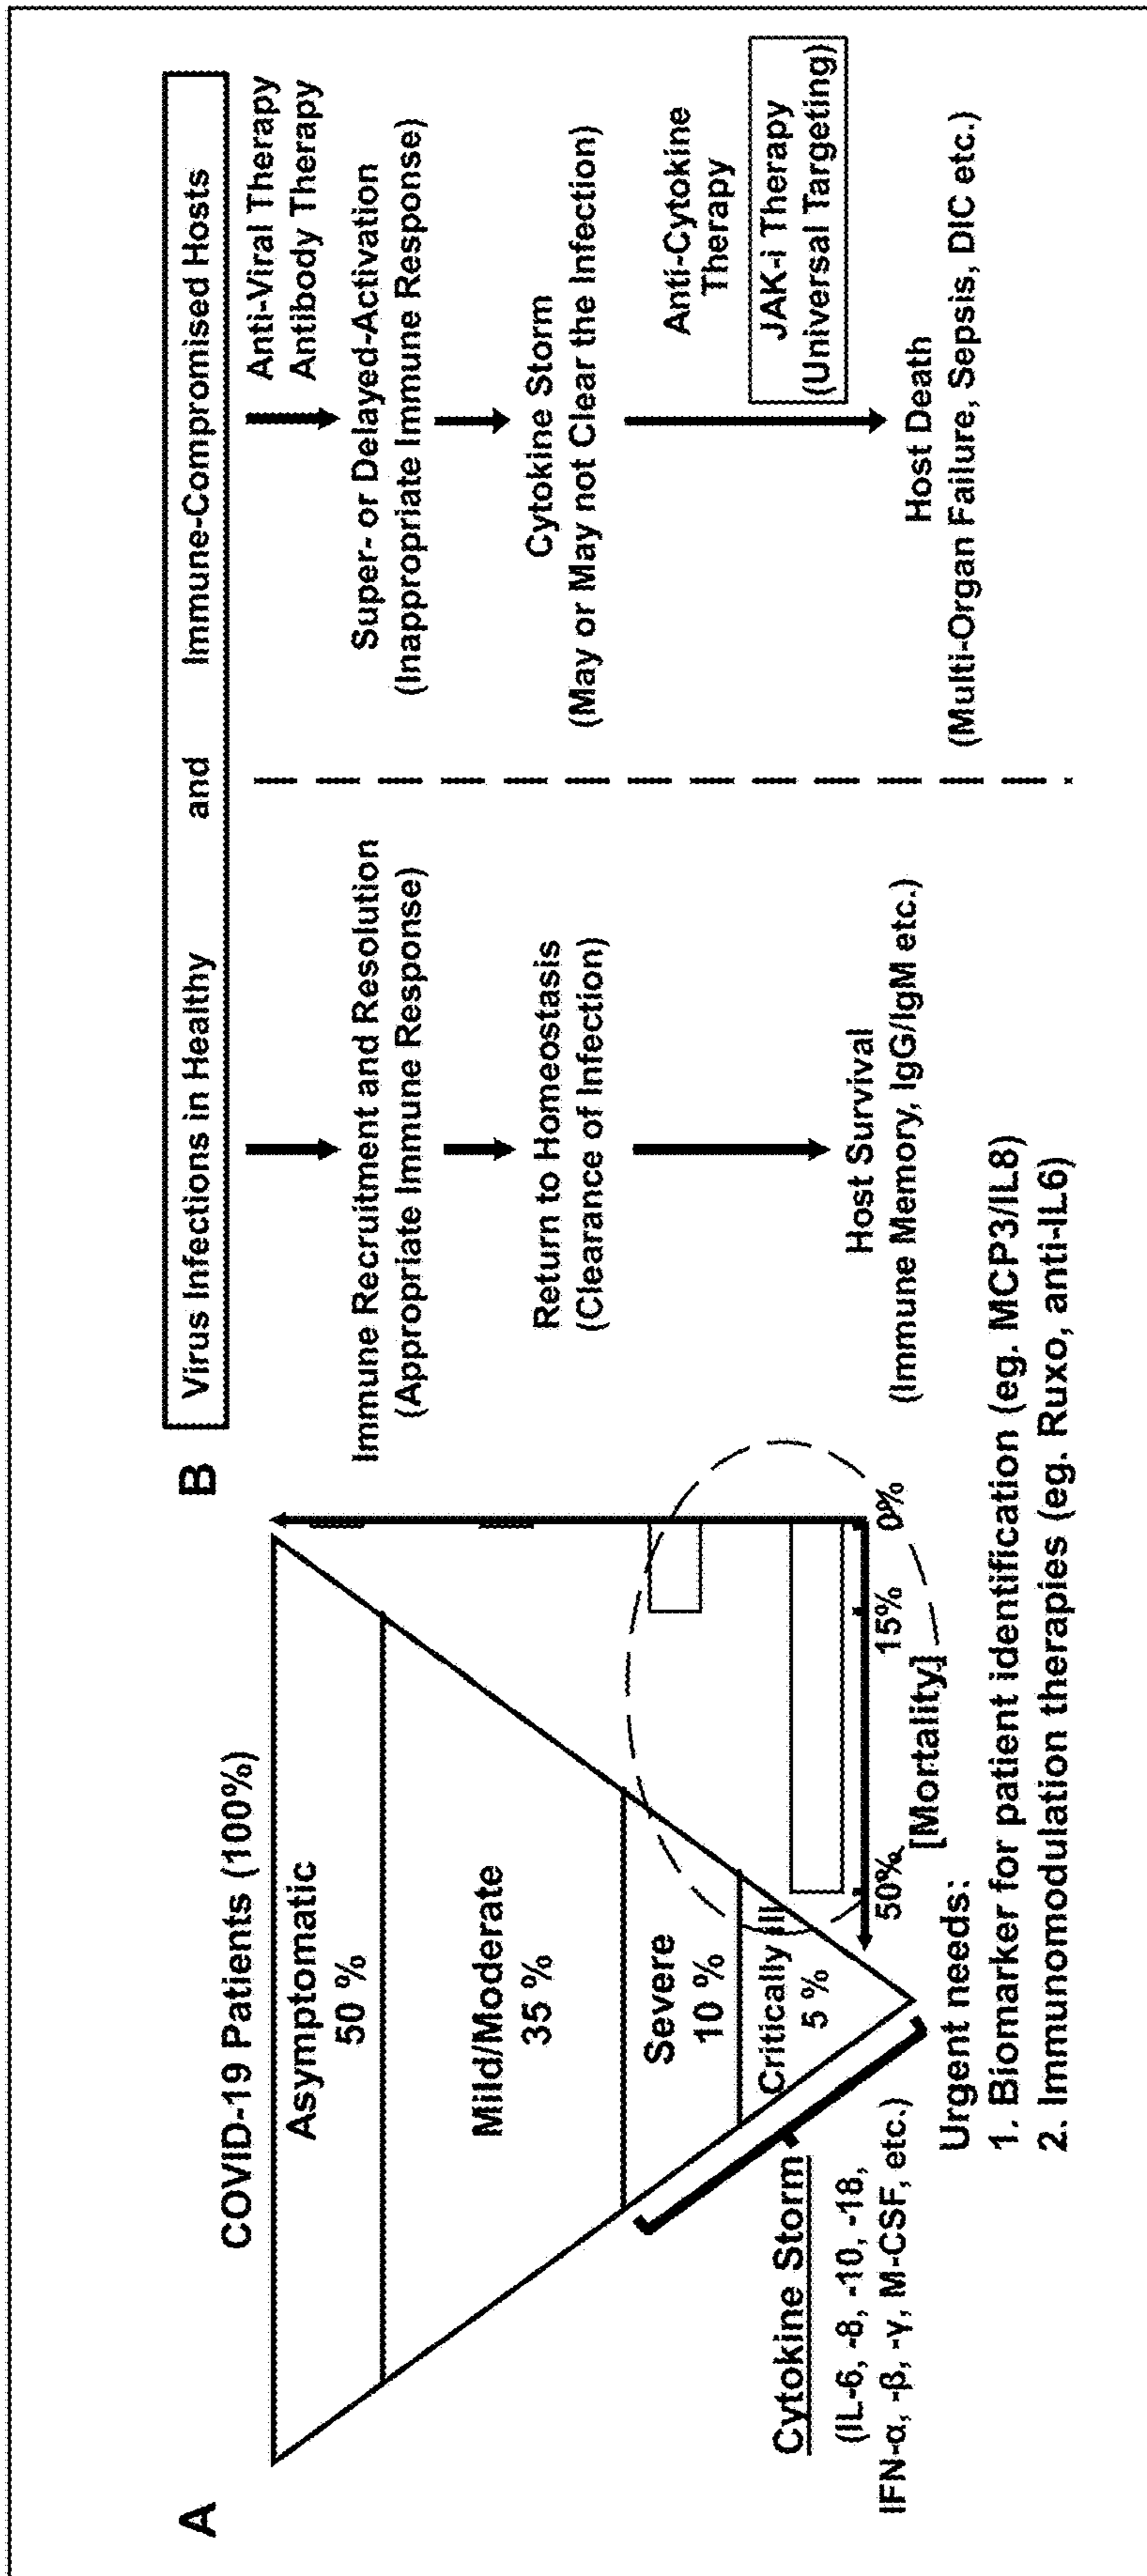 A
COVID-19 Patients (100%)
Asymptomatic
50 %
Mild/Moderate
35 %
Severe
10 %
Critically Ill
5 %
Cytokine Storm
(IL-6, -8, -10, -18,
IFN-α, -β, -γ, M-CSF, etc.)
50%
15%
0%
[Mortality]
Urgent needs:
1. Biomarker for patient identification (eg. MCP3/IL8)
2. Immunomodulation therapies (eg. Ruxo, anti-IL6)
B
Virus Infections in Healthy and Immune-Compromised Hosts
Immune Recruitment and Resolution
(Appropriate Immune Response)
Return to Homeostasis
(Clearance of Infection)
Host Survival
(Immune Memory, IgG/IgM etc.)
Anti-Viral Therapy
Antibody Therapy
Super- or Delayed-Activation
(Inappropriate Immune Response)
Cytokine Storm
(May or May not Clear the Infection)
Anti-Cytokine
Therapy
JAK-i Therapy
(Universal Targeting)
Host Death
(Multi-Organ Failure, Sepsis, DIC etc.)